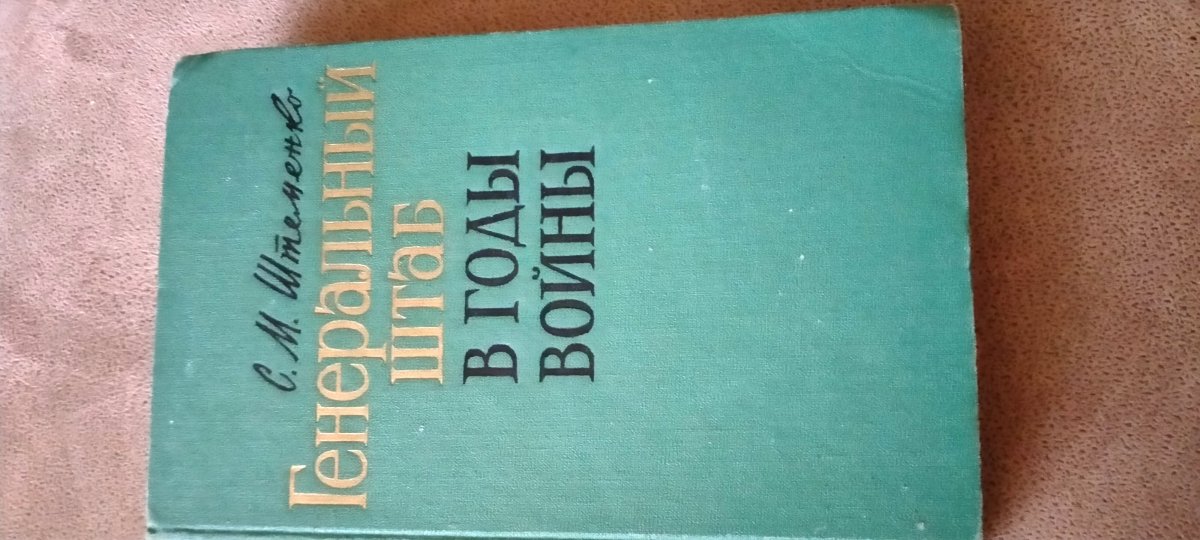 С. М. Штеменко
Генеральный
штаб
В ГОДЫ
ВОЙНЫ